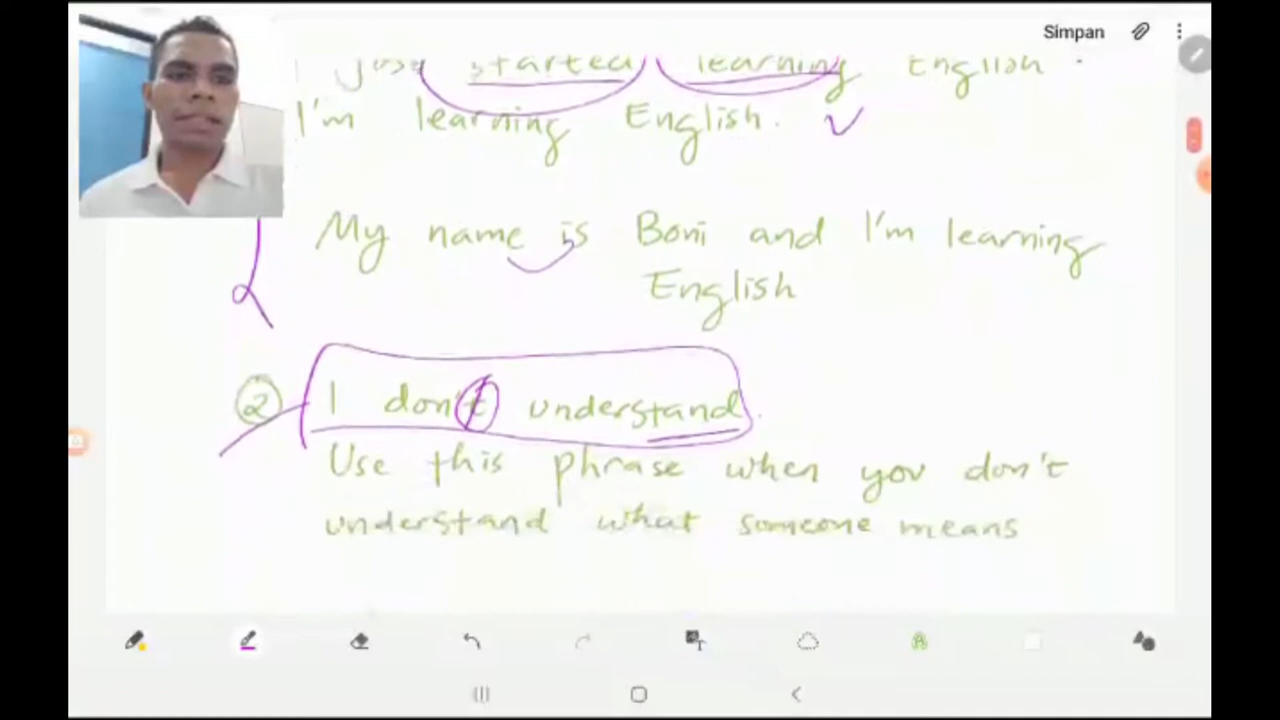 Simpan
I just started learning English.
I'm learning English.
My name is Boni and I'm learning
English
2 I don't understand.
Use this phrase when you don't
understand what someone means